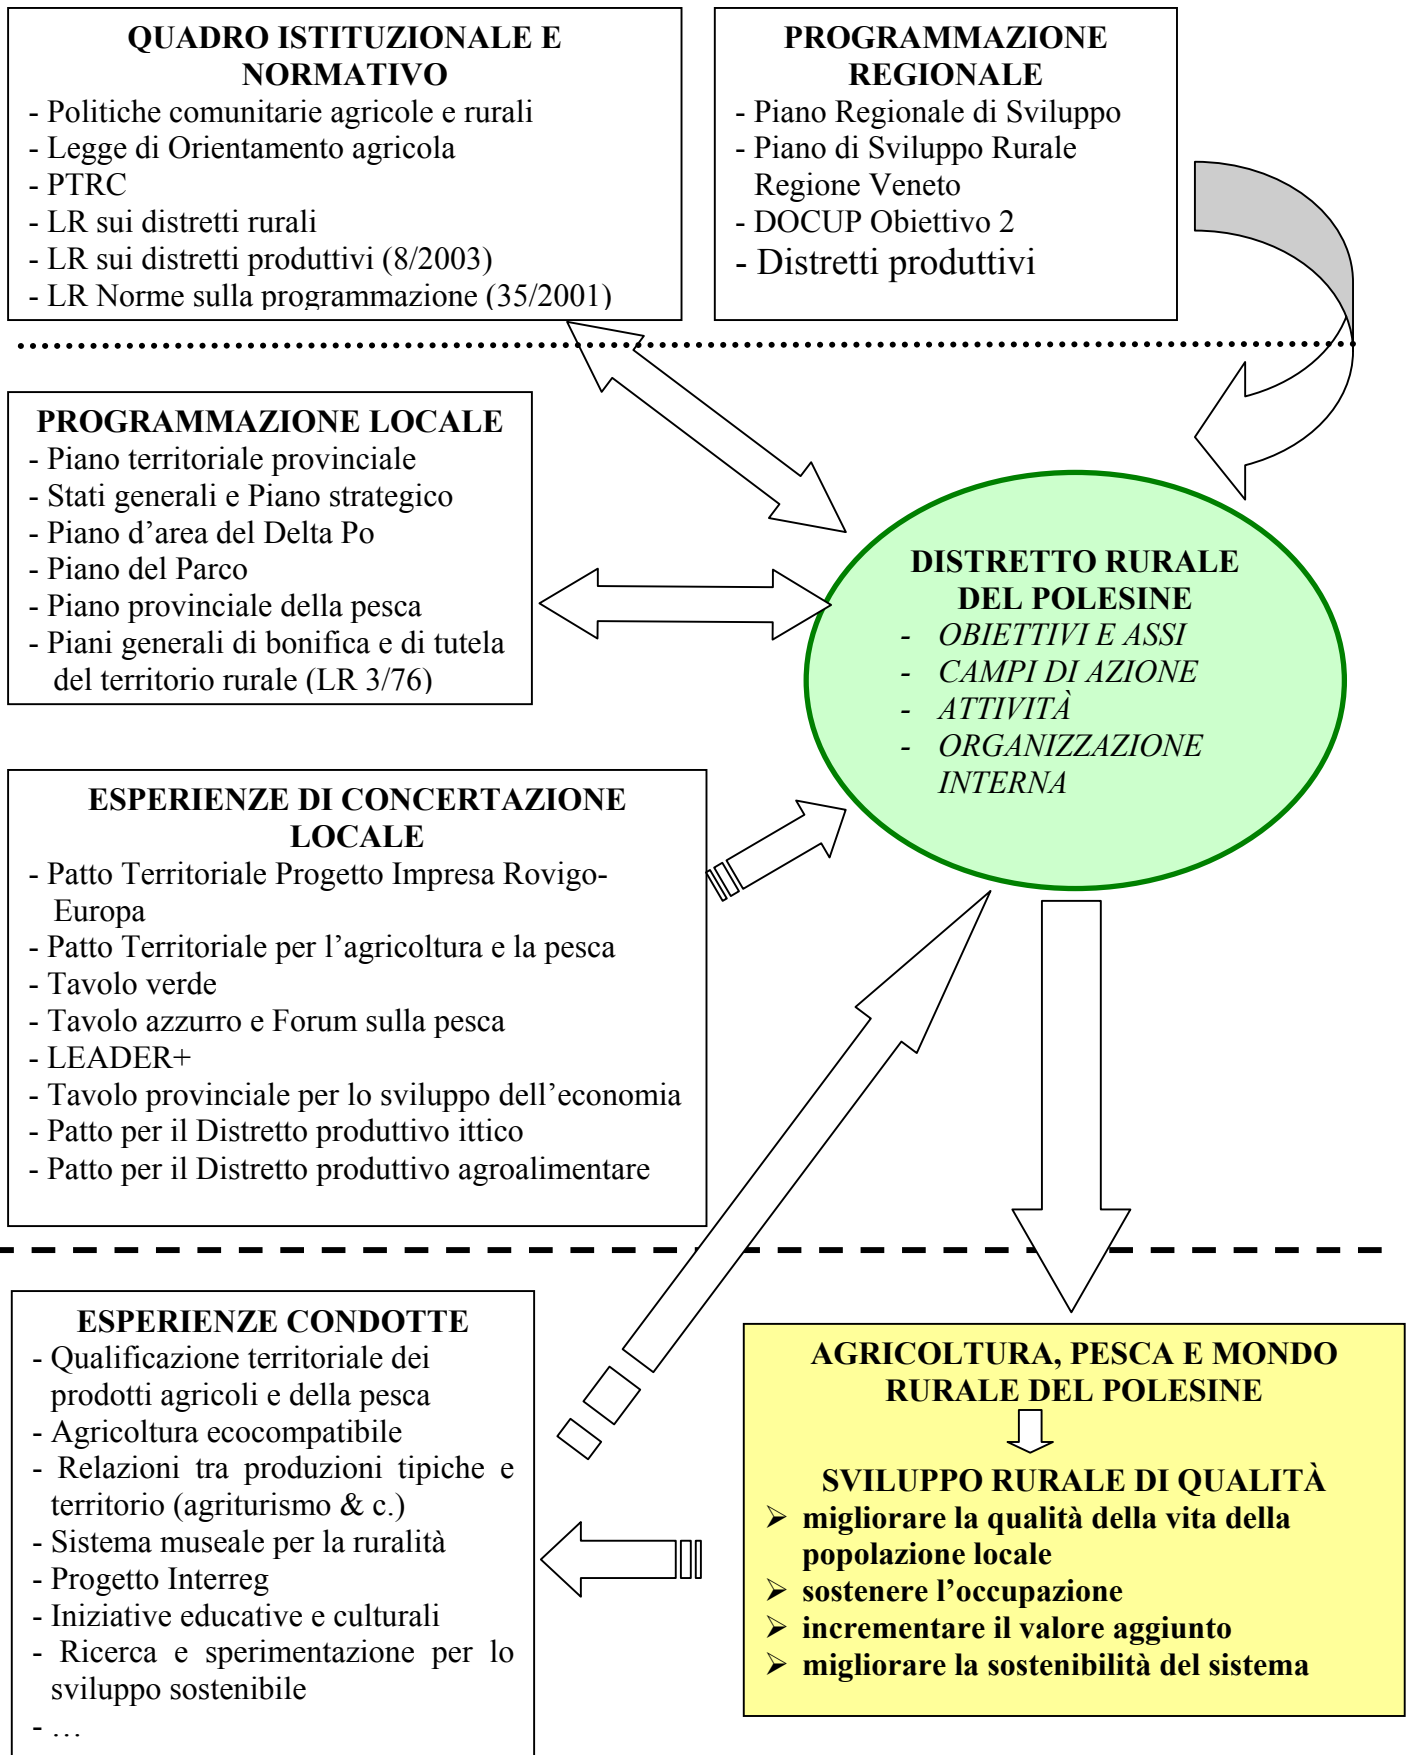 QUADRO ISTITUZIONALE E
NORMATIVO
- Politiche comunitarie agricole e rurali
- Legge di Orientamento agricola
- PTRC
- LR sui distretti rurali
- LR sui distretti produttivi (8/2003)
- LR Norme sulla programmazione (35/2001)
PROGRAMMAZIONE
REGIONALE
- Piano Regionale di Sviluppo
- Piano di Sviluppo Rurale
Regione Veneto
- DOCUP Obiettivo 2
- Distretti produttivi
PROGRAMMAZIONE LOCALE
- Piano territoriale provinciale
- Stati generali e Piano strategico
- Piano d’area del Delta Po
- Piano del Parco
- Piano provinciale della pesca
- Piani generali di bonifica e di tutela
del territorio rurale (LR 3/76)
DISTRETTO RURALE
DEL POLESINE
- OBIETTIVI E ASSI
- CAMPI DI AZIONE
- ATTIVITÀ
- ORGANIZZAZIONE
INTERNA
ESPERIENZE DI CONCERTAZIONE
LOCALE
- Patto Territoriale Progetto Impresa Rovigo-
Europa
- Patto Territoriale per l’agricoltura e la pesca
- Tavolo verde
- Tavolo azzurro e Forum sulla pesca
- LEADER+
- Tavolo provinciale per lo sviluppo dell’economia
- Patto per il Distretto produttivo ittico
- Patto per il Distretto produttivo agroalimentare
ESPERIENZE CONDOTTE
- Qualificazione territoriale dei
prodotti agricoli e della pesca
- Agricoltura ecocompatibile
- Relazioni tra produzioni tipiche e
territorio (agriturismo & c.)
- Sistema museale per la ruralità
- Progetto Interreg
- Iniziative educative e culturali
- Ricerca e sperimentazione per lo
sviluppo sostenibile
- …
AGRICOLTURA, PESCA E MONDO
RURALE DEL POLESINE
SVILUPPO RURALE DI QUALITÀ
➢ migliorare la qualità della vita della
popolazione locale
➢ sostenere l’occupazione
➢ incrementare il valore aggiunto
➢ migliorare la sostenibilità del sistema